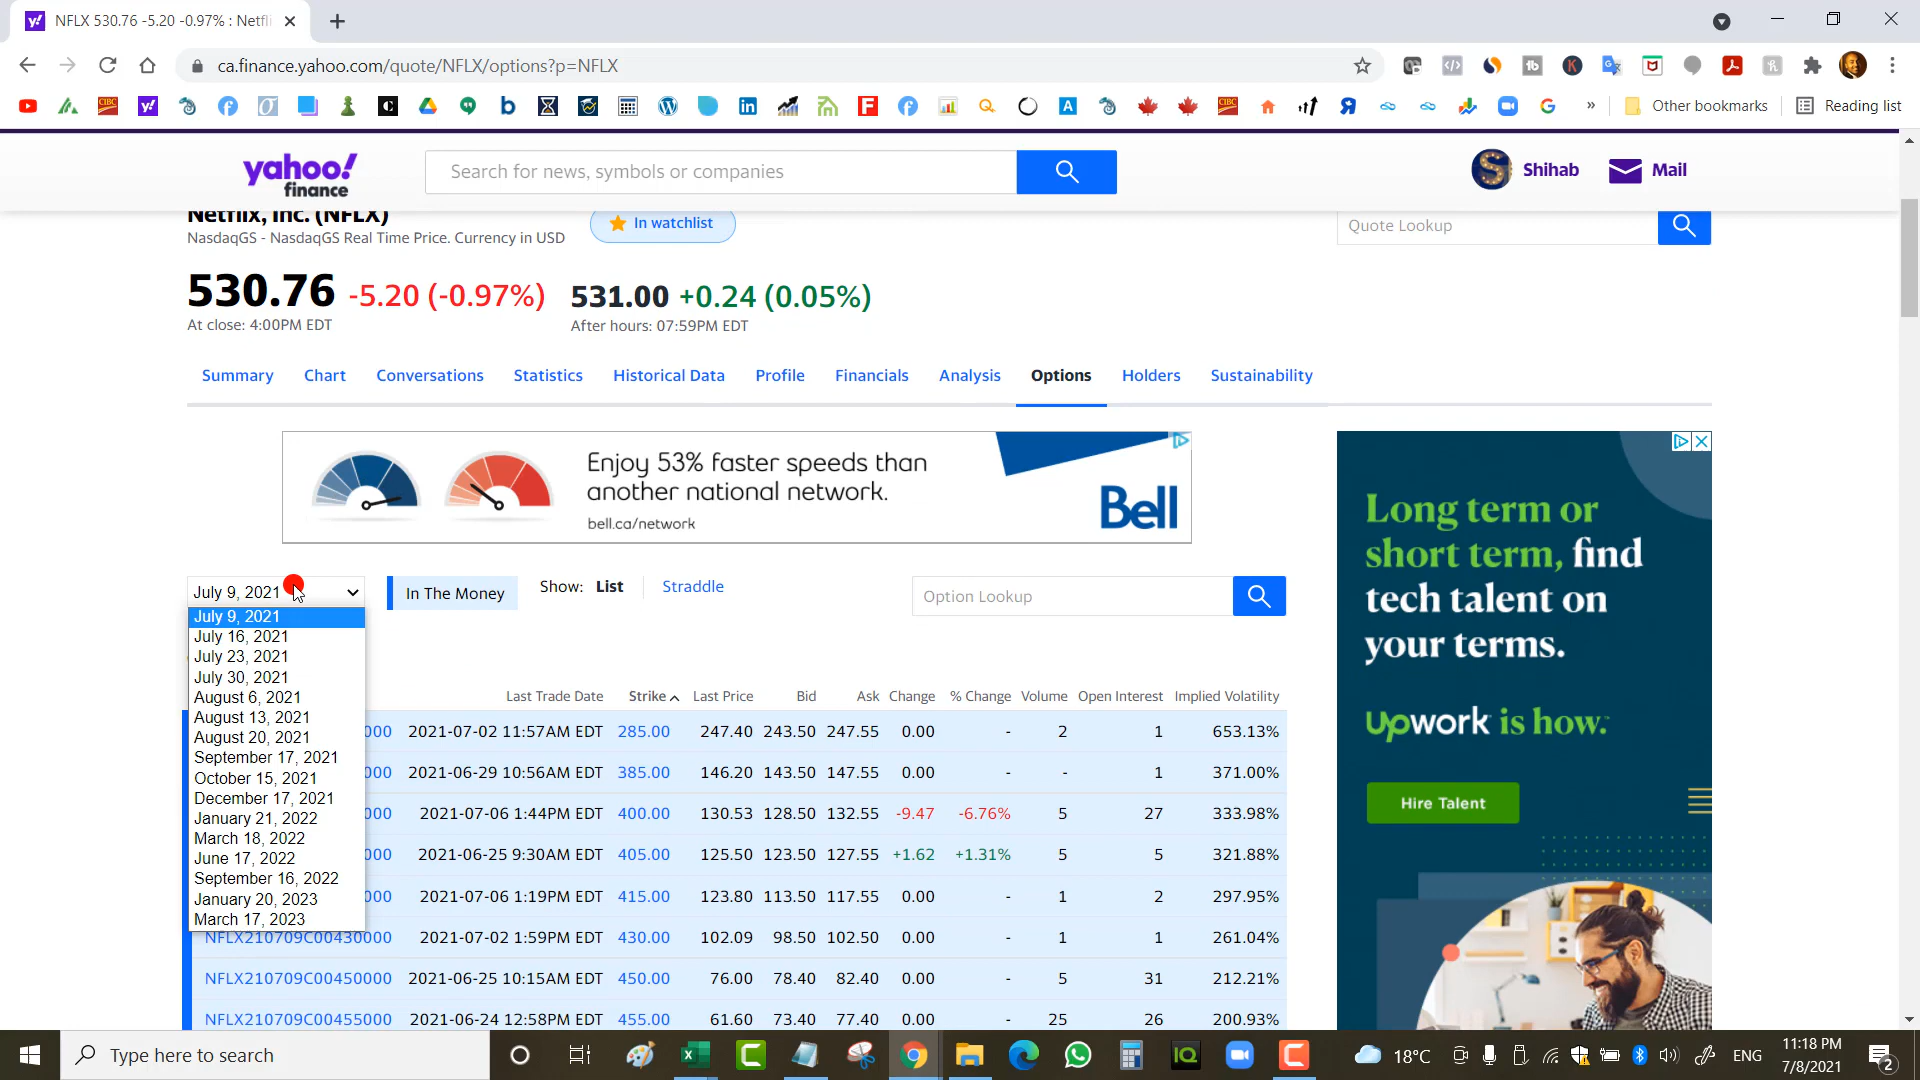 NFLX 530.76 -5.20 -0.97% : Netfli
ca.finance.yahoo.com/quote/NFLX/options?p=NFLX
Other bookmarks
Reading list
yahoo!
finance
Search for news, symbols or companies
Shihab
Mail
Netflix, Inc. (NFLX)
NasdaqGS - NasdaqGS Real Time Price. Currency in USD
In watchlist
Quote Lookup
530.76 -5.20 (-0.97%) 531.00 +0.24 (0.05%)
At close: 4:00PM EDT
After hours: 07:59PM EDT
Summary Chart Conversations Statistics Historical Data Profile Financials Analysis Options Holders Sustainability
Enjoy 53% faster speeds than
another national network.
bell.ca/network
Bell
Long term or
short term, find
tech talent on
your terms.
Upwork is how.
Hire Talent
July 9, 2021
In The Money
Show: List Straddle
Option Lookup
July 9, 2021
July 16, 2021
July 23, 2021
July 30, 2021
August 6, 2021
August 13, 2021
August 20, 2021
September 17, 2021
October 15, 2021
December 17, 2021
January 21, 2022
March 18, 2022
June 17, 2022
September 16, 2022
January 20, 2023
March 17, 2023
Last Trade Date Strike Last Price Bid Ask Change % Change Volume Open Interest Implied Volatility
000 2021-07-02 11:57AM EDT 285.00 247.40 243.50 247.55 0.00 - 2 1 653.13%
000 2021-06-29 10:56AM EDT 385.00 146.20 143.50 147.55 0.00 - - 1 371.00%
000 2021-07-06 1:44PM EDT 400.00 130.53 128.50 132.55 -9.47 -6.76% 5 27 333.98%
000 2021-06-25 9:30AM EDT 405.00 125.50 123.50 127.55 +1.62 +1.31% 5 5 321.88%
000 2021-07-06 1:19PM EDT 415.00 123.80 113.50 117.55 0.00 - 1 2 297.95%
NFLX210709C00430000 2021-07-02 1:59PM EDT 430.00 102.09 98.50 102.50 0.00 - 1 1 261.04%
NFLX210709C00450000 2021-06-25 10:15AM EDT 450.00 76.00 78.40 82.40 0.00 - 5 31 212.21%
NFLX210709C00455000 2021-06-24 12:58PM EDT 455.00 61.60 73.40 77.40 0.00 - 25 26 200.93%
Type here to search
18°C
ENG
11:18 PM
7/8/2021
2